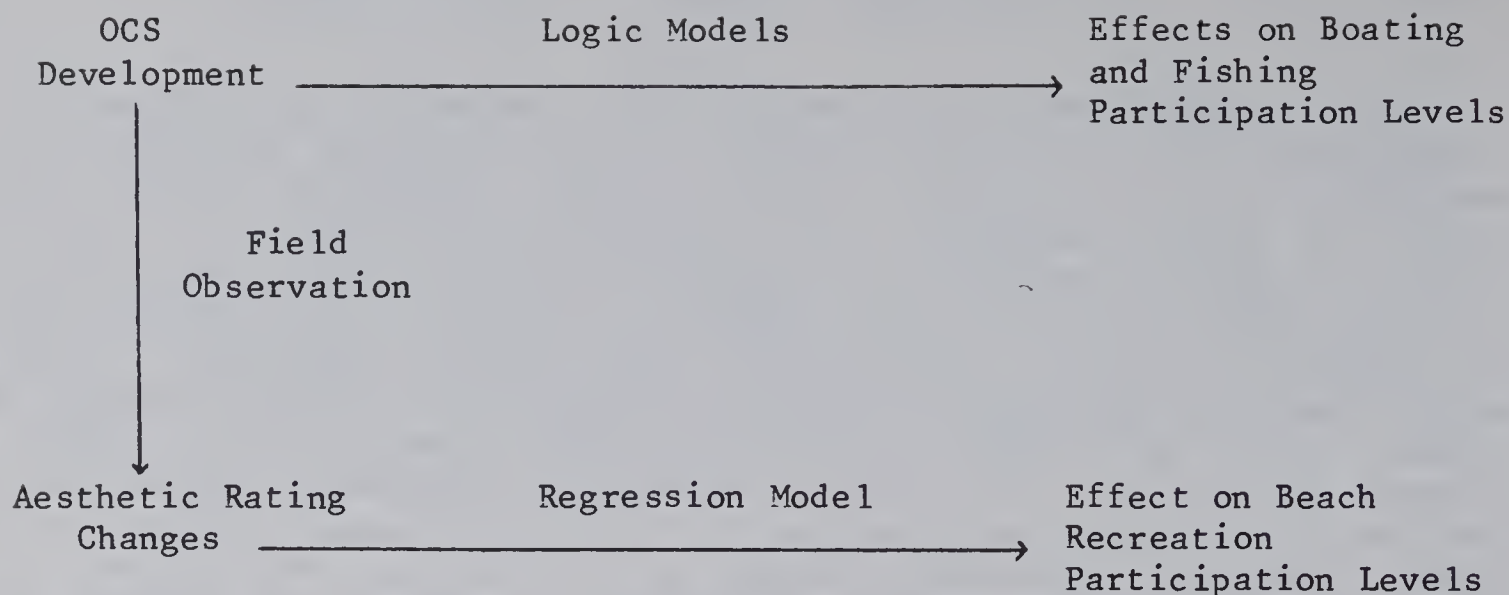 OCS
Development
Logic Models
Effects on Boating
and Fishing
Participation Levels
Field
Observation
Aesthetic Rating
Changes
Regression Model
Effect on Beach
Recreation
Participation Levels